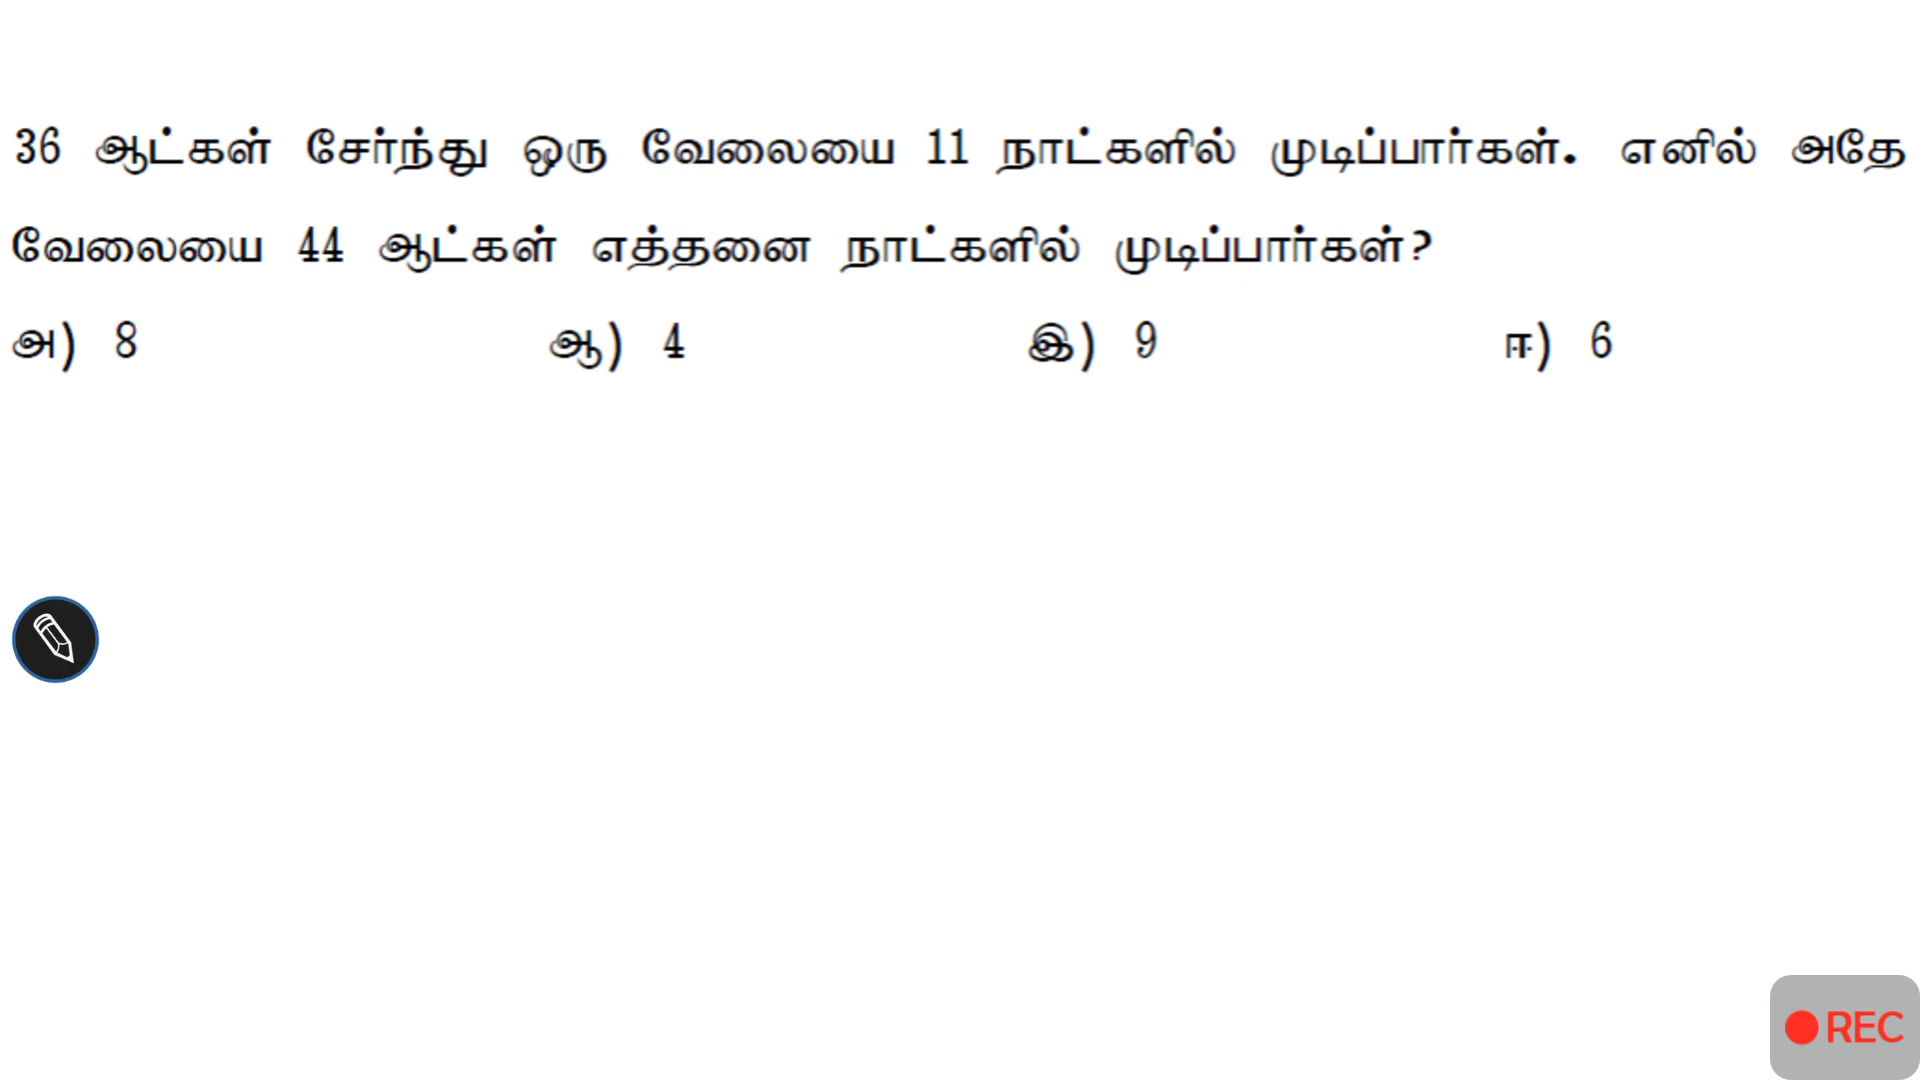 36 ஆட்கள் சேர்ந்து ஒரு வேலையை 11 நாட்களில் முடிப்பார்கள். எனில் அதே
வேலையை 44 ஆட்கள் எத்தனை நாட்களில் முடிப்பார்கள்?
அ) 8 ஆ) 4 இ) 9 ஈ) 6
REC